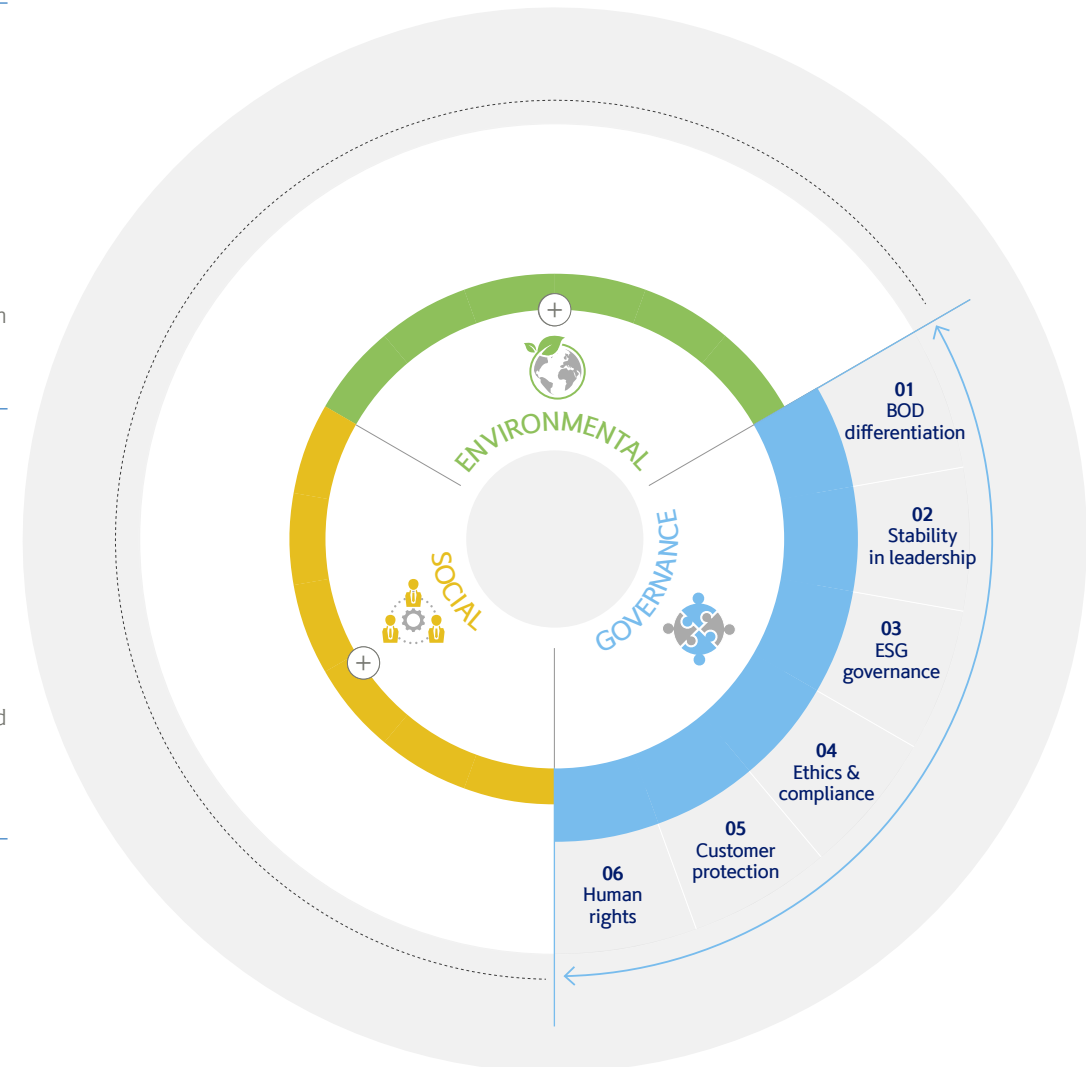 ENVIRONMENTAL
SOCIAL
GOVERNANCE
01
BOD
differentiation
02
Stability
in leadership
03
ESG
governance
04
Ethics &
compliance
05
Customer
protection
06
Human
rights